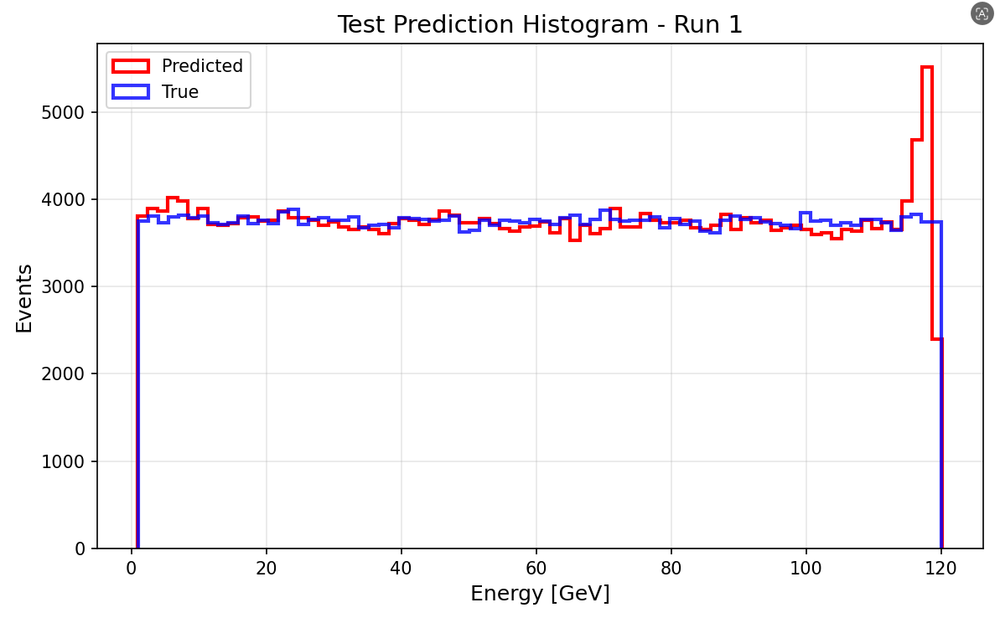 Test Prediction Histogram - Run 1
Predicted
True
Events
5000
4000
3000
2000
1000
0
0 20 40 60 80 100 120
Energy [GeV]
A